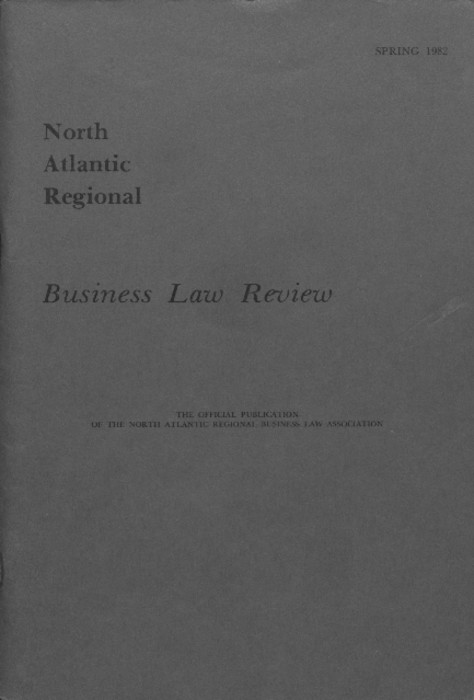 SPRING 1982
North
Atlantic
Regional
Business Law Review
THE OFFICIAL PUBLICATION
OF THE NORTH ATLANTIC REGIONAL BUSINESS LAW ASSOCIATION